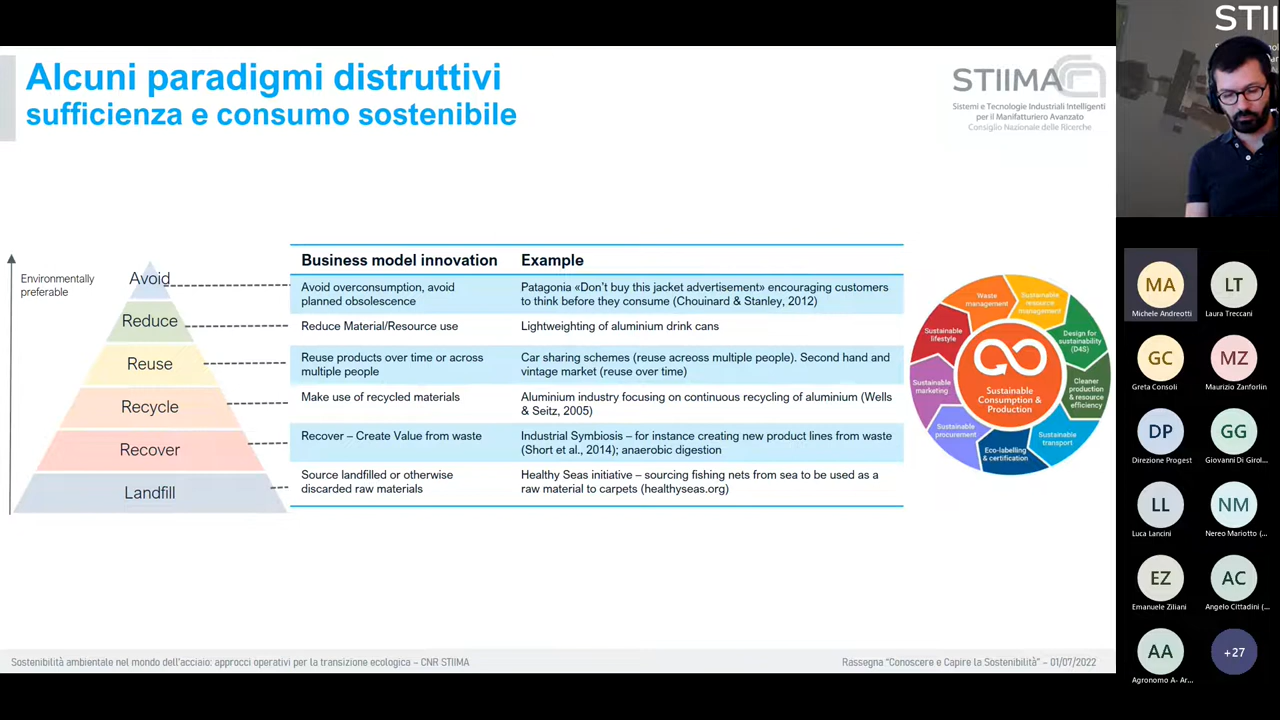 Alcuni paradigmi distruttivi
sufficienza e consumo sostenibile
STIIMA
Sistemi e Tecnologie Industriali Intelligenti
per il Manifatturiero Avanzato
Consiglio Nazionale delle Ricerche
Environmentally
preferable
Avoid
Reduce
Reuse
Recycle
Recover
Landfill
Business model innovation Example
Avoid overconsumption, avoid
planned obsolescence
Patagonia «Don't buy this jacket advertisement» encouraging customers
to think before they consume (Chouinard & Stanley, 2012)
Reduce Material/Resource use
Lightweighting of aluminium drink cans
Reuse products over time or across
multiple people
Car sharing schemes (reuse acreoss multiple people). Second hand and
vintage market (reuse over time)
Make use of recycled materials
Aluminium industry focusing on continuous recycling of aluminium (Wells
& Seitz, 2005)
Recover – Create Value from waste
Industrial Symbiosis – for instance creating new product lines from waste
(Short et al., 2014); anaerobic digestion
Source landfilled or otherwise
discarded raw materials
Healthy Seas initiative – sourcing fishing nets from sea to be used as a
raw material to carpets (healthyseas.org)
Waste
management
Sustainable
resource
management
Design for
sustainability
(D4S)
Cleaner
production
& resource
efficiency
Sustainable
transport
Eco-labelling
& certification
Sustainable
procurement
Sustainable
marketing
Sustainable
lifestyle
Sustainable
Consumption &
Production
Sostenibilità ambientale nel mondo dell'acciaio: approcci operativi per la transizione ecologica – CNR STIIMA
Rassegna "Conoscere e Capire la Sostenibilità" – 01/07/2022
STII
MA
Michele Andreotti
LT
Laura Treccani
GC
Greta Consoli
MZ
Maurizio Zanforlin
DP
Direzione Progest
GG
Giovanni Di Girol...
LL
Luca Lancini
NM
Nereo Mariotto (...
EZ
Emanuele Ziliani
AC
Angelo Cittadini (...
AA
Agronomo A- Ar...
+27